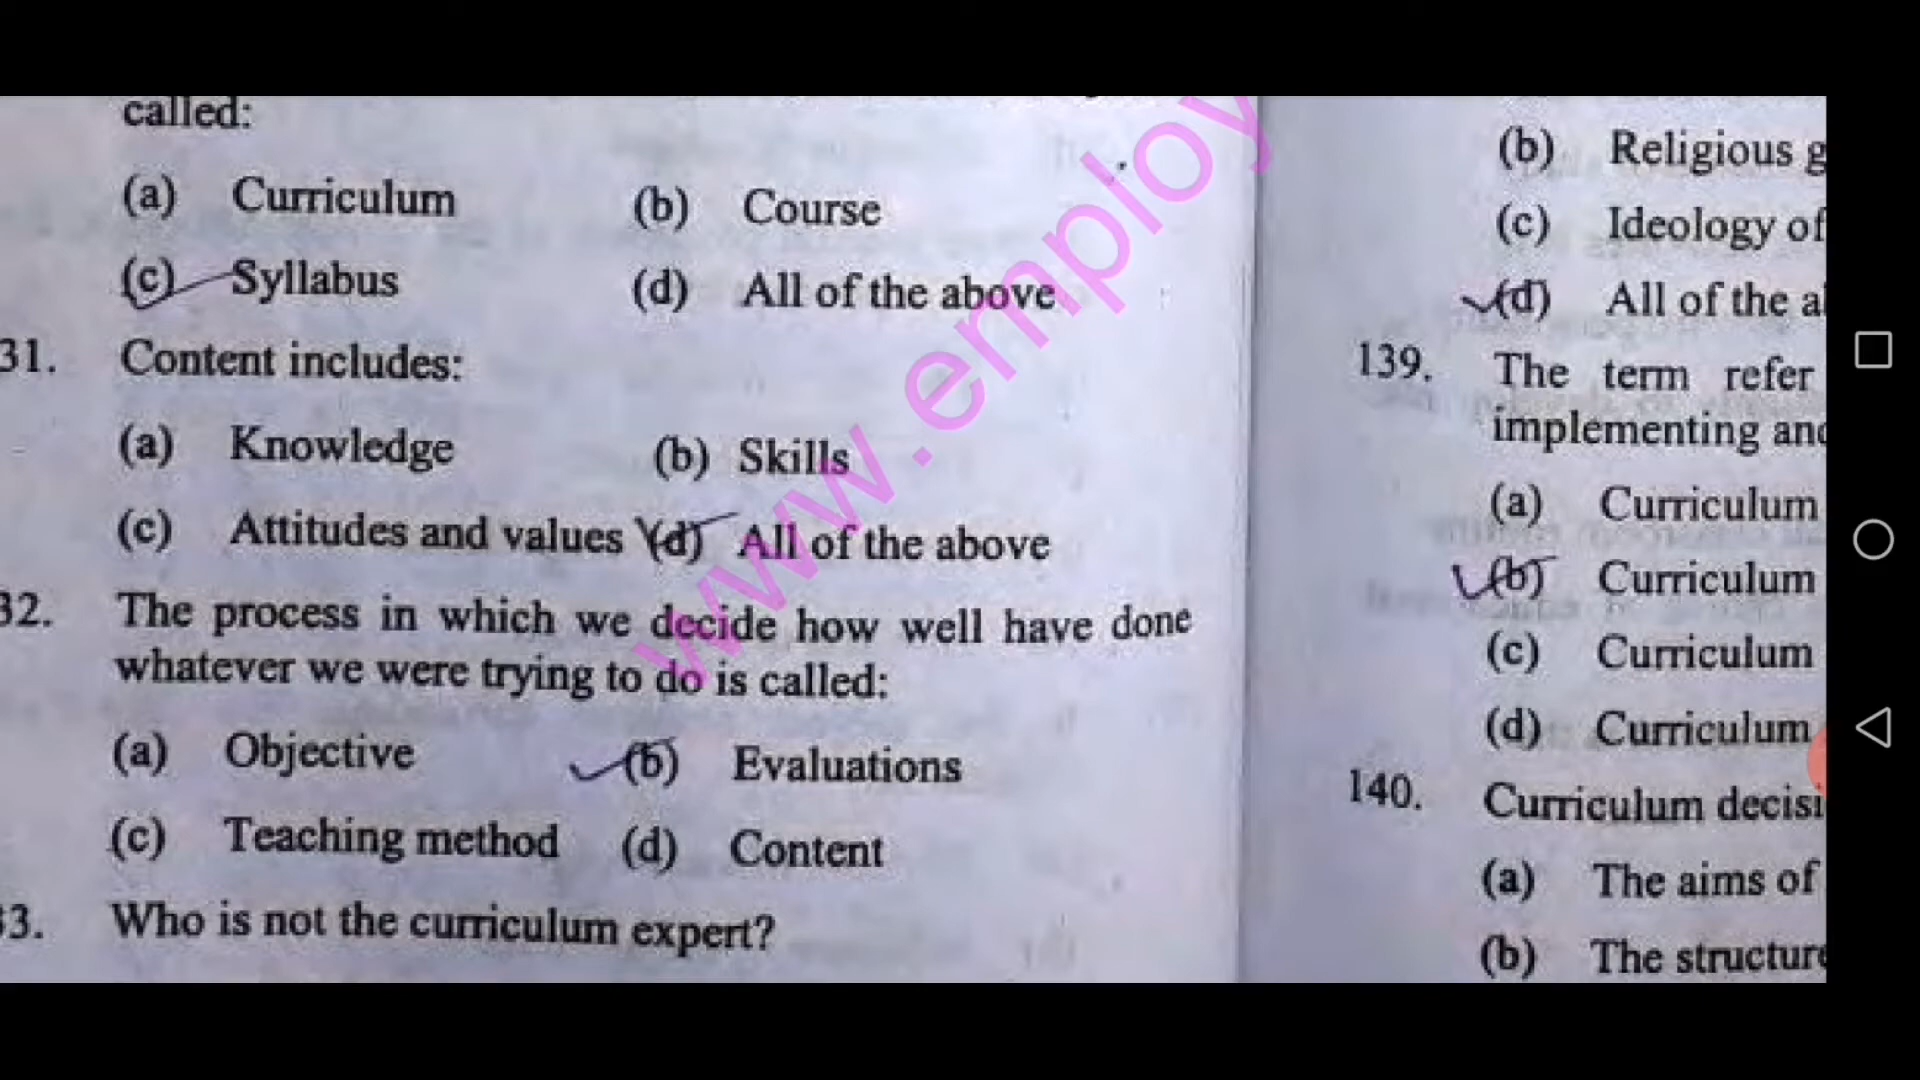 called:
(a) Curriculum (b) Course
(c) Syllabus (d) All of the above
31. Content includes:
(a) Knowledge (b) Skills
(c) Attitudes and values (d) All of the above
32. The process in which we decide how well have done
whatever we were trying to do is called:
(a) Objective (b) Evaluations
(c) Teaching method (d) Content
33. Who is not the curriculum expert?
(b) Religious g
(c) Ideology of
(d) All of the a
139. The term refer
implementing and
(a) Curriculum
(b) Curriculum
(c) Curriculum
(d) Curriculum
140. Curriculum decisi
(a) The aims of
(b) The structure
www.employ